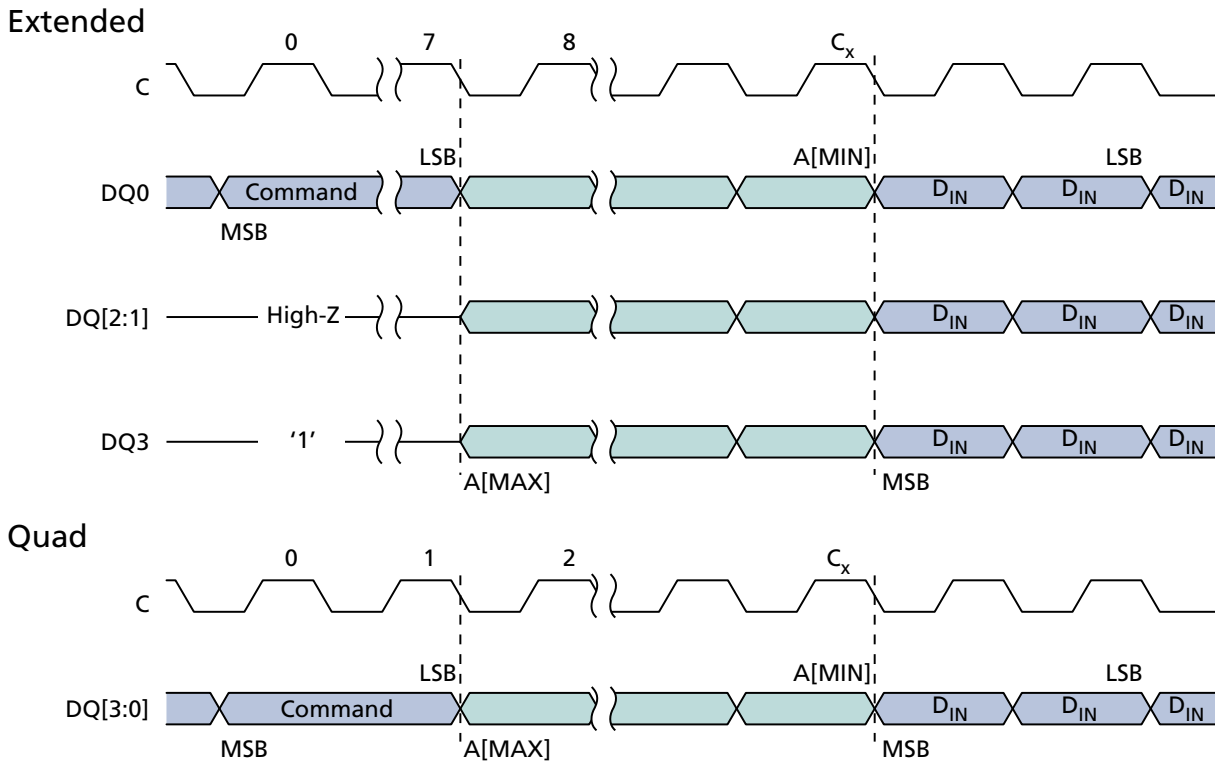 Extended
0 7 8 Cx
C
LSB A[MIN] LSB
DQ0 Command DIN DIN DIN
MSB
DQ[2:1] High-Z DIN DIN DIN
DQ3 '1' DIN DIN DIN
A[MAX] MSB
Quad
0 1 2 Cx
C
LSB A[MIN] LSB
DQ[3:0] Command DIN DIN DIN
MSB A[MAX] MSB